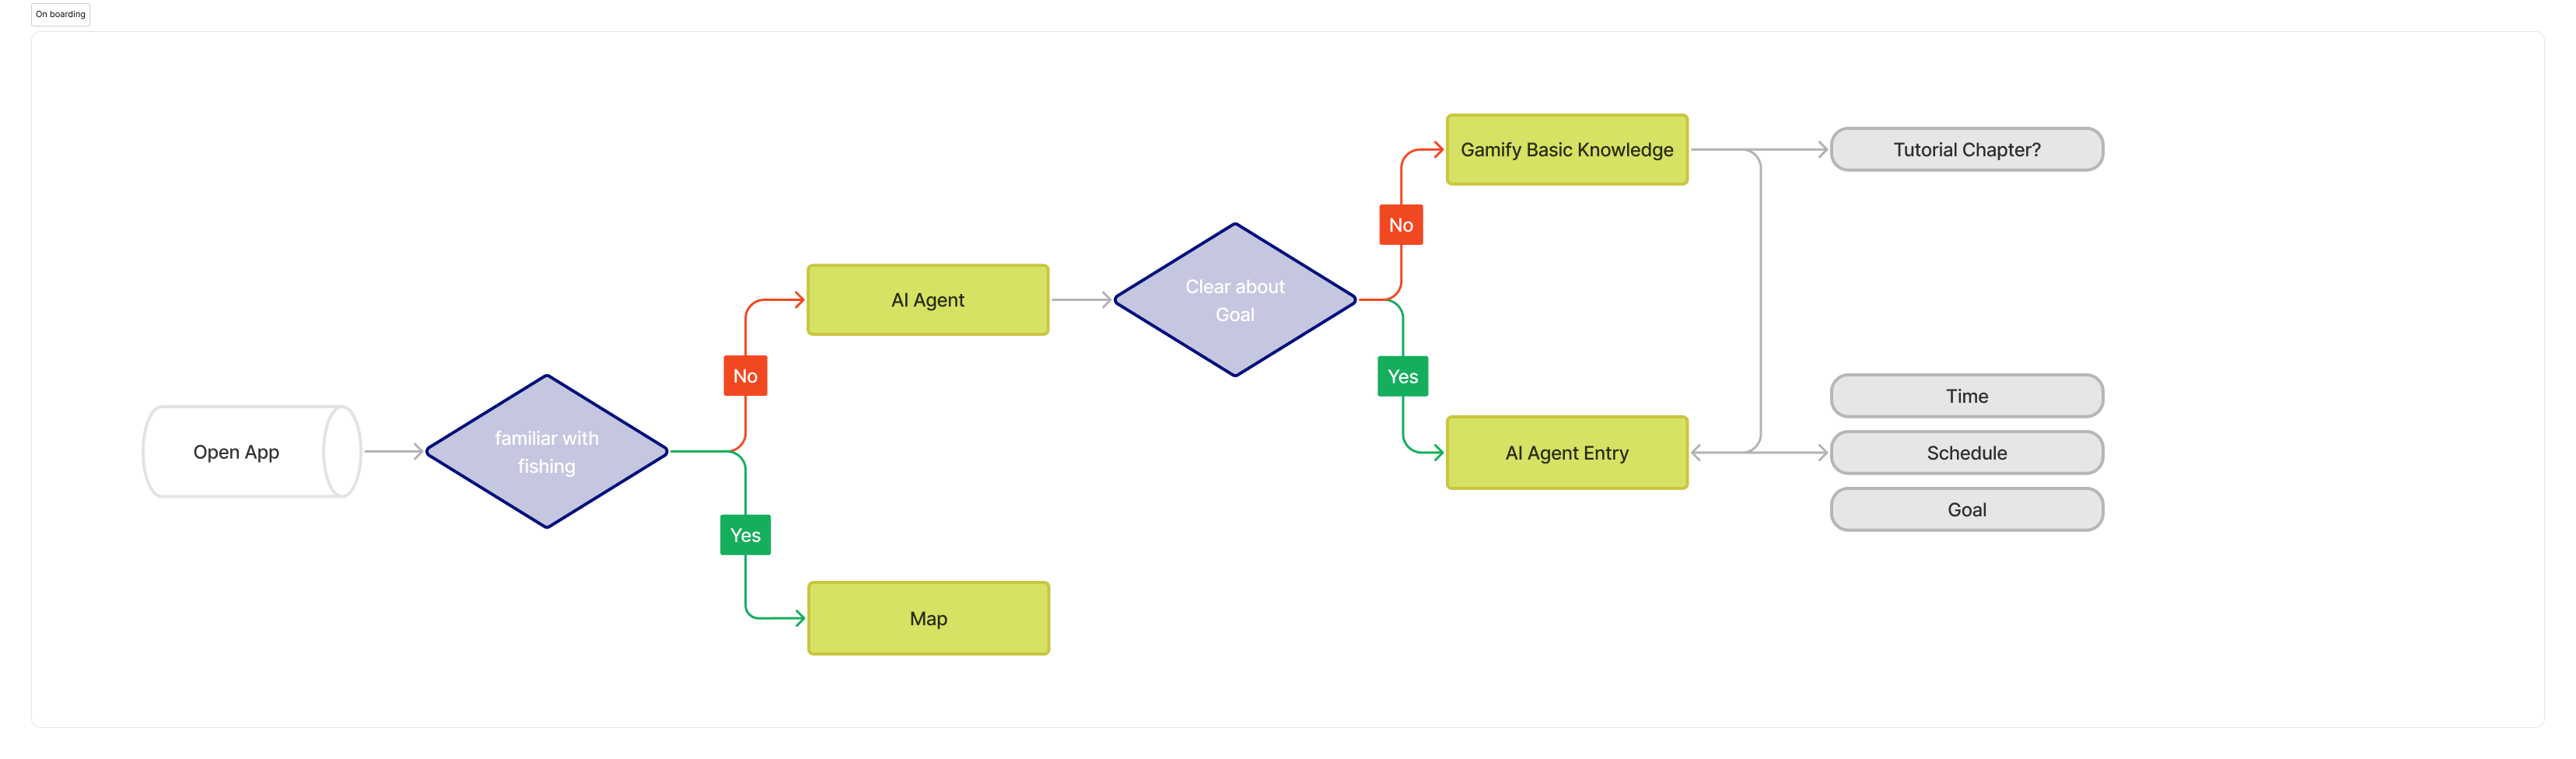 On boarding
Open App
familiar with
fishing
No
Yes
AI Agent
Map
Clear about
Goal
No
Yes
Gamify Basic Knowledge
AI Agent Entry
Tutorial Chapter?
Time
Schedule
Goal